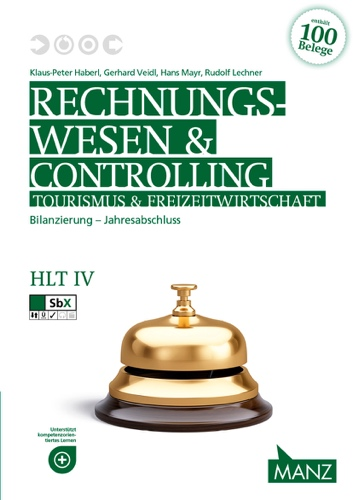 enthält
100
Belege
Klaus-Peter Haberl, Gerhard Veidl, Hans Mayr, Rudolf Lechner
RECHNUNGS-
WESEN &
CONTROLLING
TOURISMUS & FREIZEITWIRTSCHAFT
Bilanzierung – Jahresabschluss
HLT IV
SbX
Unterstützt
kompetenzorien-
tiertes Lernen
MANZ